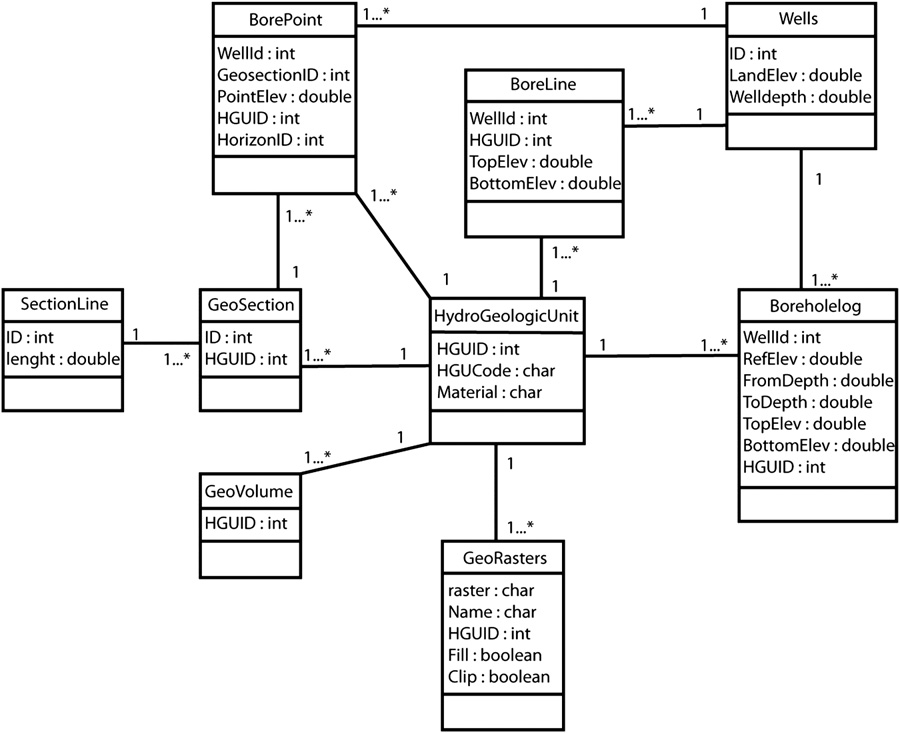 BorePoint
WellId : int
GeosectionID : int
PointElev : double
HGUID : int
HorizonID : int
1...*
1
Wells
ID : int
LandElev : double
Welldepth : double
BoreLine
WellId : int
HGUID : int
TopElev : double
BottomElev : double
1...*
1
1
1...*
1...*
1
1...*
1
1...*
1
SectionLine
ID : int
lenght : double
1
1...*
GeoSection
ID : int
HGUID : int
1...*
1
HydroGeologicUnit
HGUID : int
HGUCode : char
Material : char
1
1...*
Boreholelog
WellId : int
RefElev : double
FromDepth : double
ToDepth : double
TopElev : double
BottomElev : double
HGUID : int
1
1...*
GeoVolume
HGUID : int
1
1...*
GeoRasters
raster : char
Name : char
HGUID : int
Fill : boolean
Clip : boolean